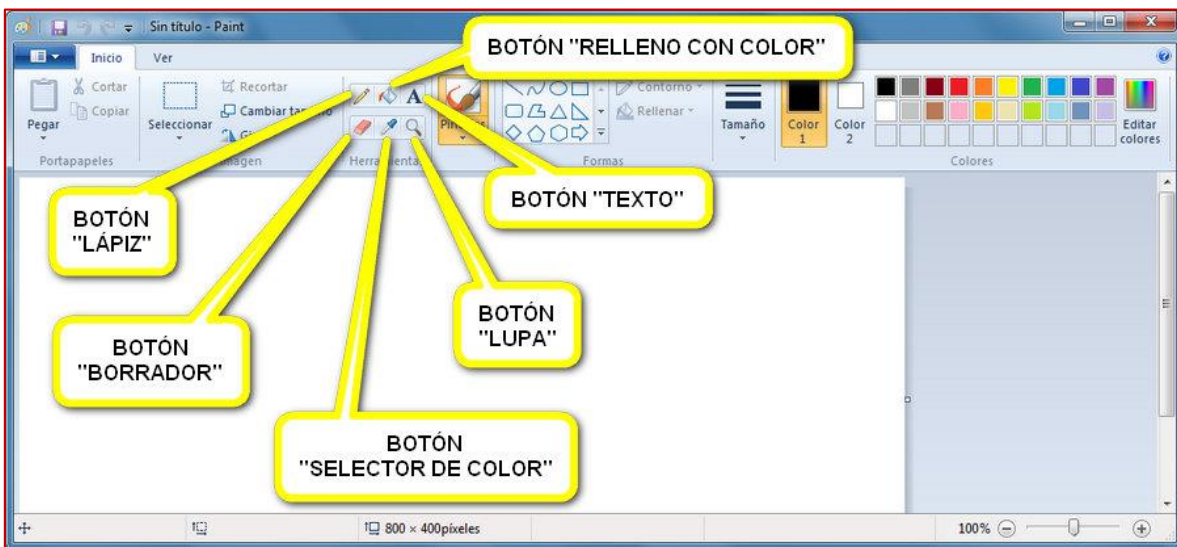 Sin título - Paint
Inicio Ver
BOTÓN "RELLENO CON COLOR"
Cortar
Copiar
Pegar
Portapapeles
Seleccionar
Recortar
Cambiar
A
Contorno
Rellenar
Formas
Tamaño
Color 1
Color 2
Colores
Editar colores
BOTÓN
"LÁPIZ"
BOTÓN "TEXTO"
BOTÓN
"BORRADOR"
BOTÓN
"LUPA"
BOTÓN
"SELECTOR DE COLOR"
800 × 400píxeles
100%